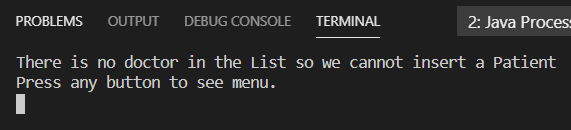 PROBLEMS OUTPUT DEBUG CONSOLE TERMINAL 2: Java Process
There is no doctor in the List so we cannot insert a Patient
Press any button to see menu.